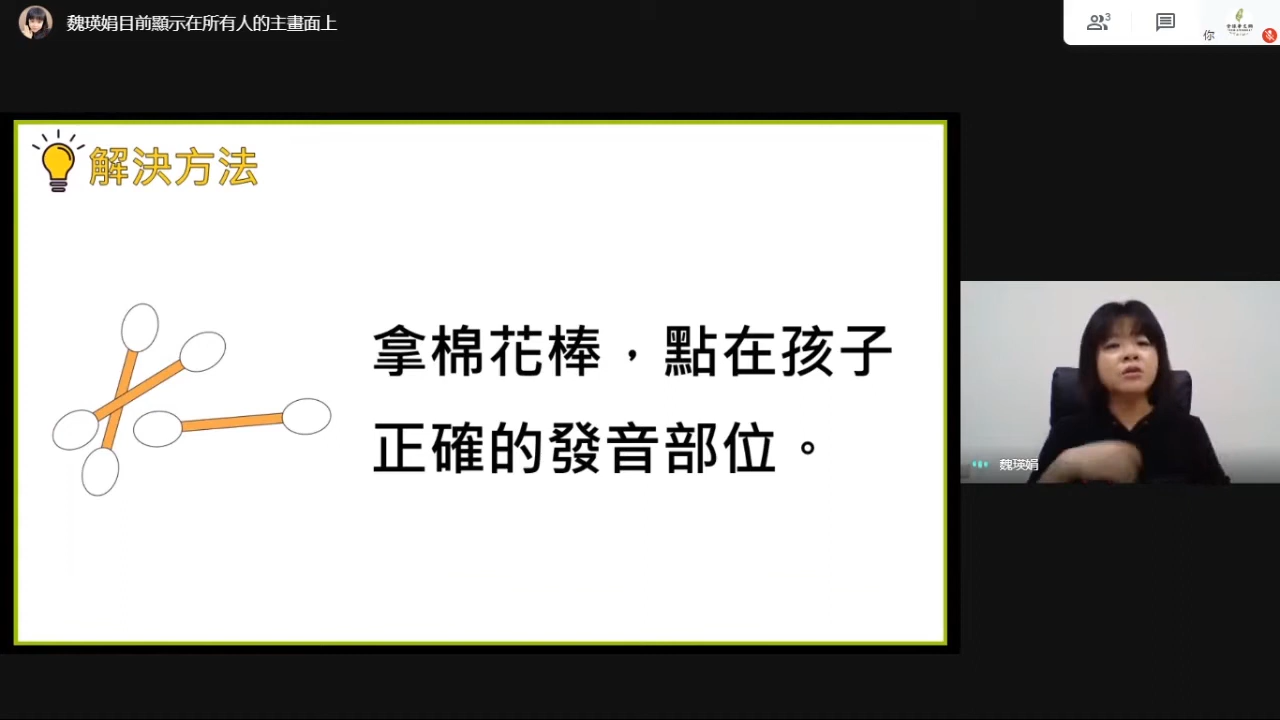 魏瑛娟目前顯示在所有人的主畫面上
3
你
解決方法
拿棉花棒，點在孩子
正確的發音部位。
魏瑛娟